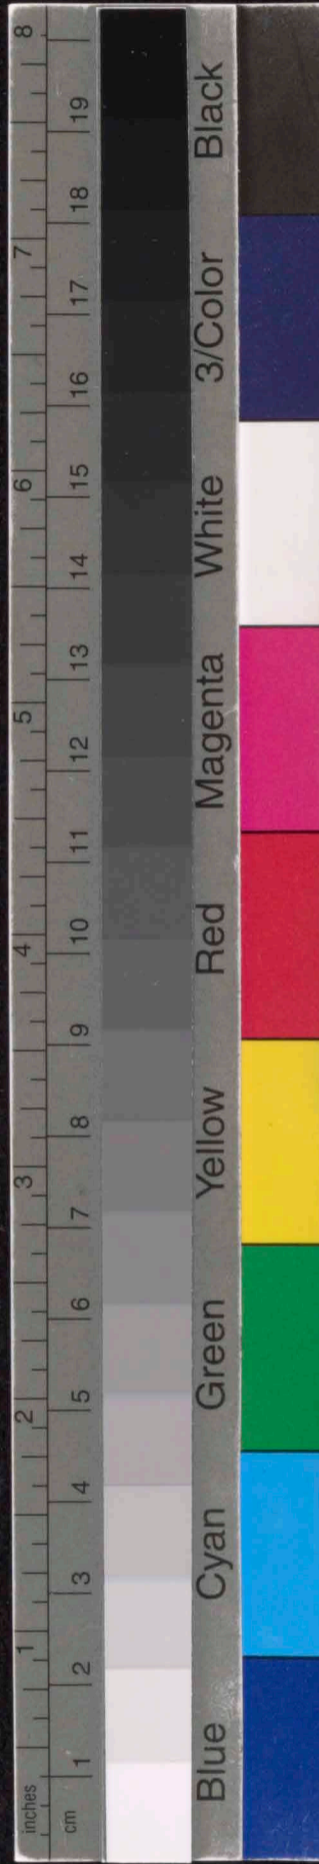 inches 1 2 3 4 5 6 7 8
cm 1 2 3 4 5 6 7 8 9 10 11 12 13 14 15 16 17 18 19
Blue Cyan Green Yellow Red Magenta White 3/Color Black